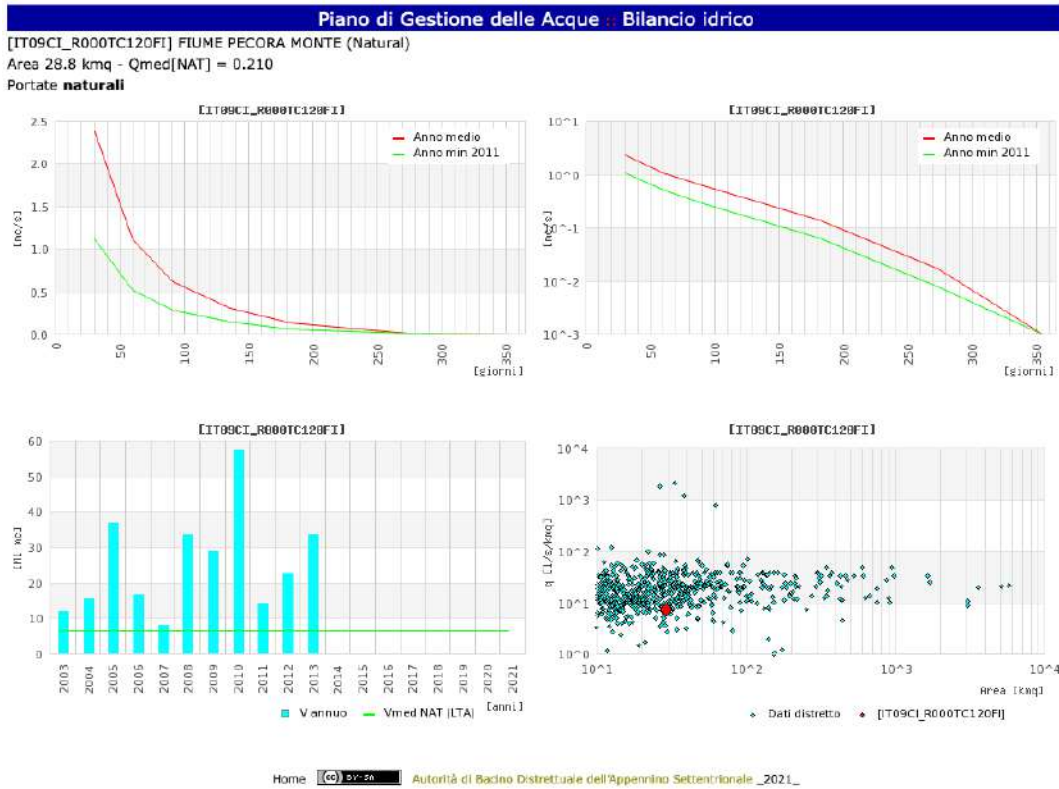 Piano di Gestione delle Acque :: Bilancio idrico
[IT09CI_R000TC120FI] FIUME PECORA MONTE (Natural)
Area 28.8 kmq - Qmed[NAT] = 0.210
Portate naturali
[IT09CI_R000TC120FI]
[mc/s]
2.5
2.0
1.5
1.0
0.5
0.0
Anno medio
Anno min 2011
0 50 100 150 200 250 300 350
[giorni]
[IT09CI_R000TC120FI]
[mc/s]
10^1
10^0
10^-1
10^-2
10^-3
Anno medio
Anno min 2011
0 50 100 150 200 250 300 350
[giorni]
[IT09CI_R000TC120FI]
[Ml mc]
60
50
40
30
20
10
0
2003 2004 2005 2006 2007 2008 2009 2010 2011 2012 2013 2014 2015 2016 2017 2018 2019 2020 2021
[anni]
V annuo Vmed NAT (LTA)
[IT09CI_R000TC120FI]
q [l/s/kmq]
10^4
10^3
10^2
10^1
10^0
10^1 10^2 10^3 10^4
Area [kmq]
Dati distretto [IT09CI_R000TC120FI]
Home (cc) BY-SA Autorità di Bacino Distrettuale dell'Appennino Settentrionale _2021_